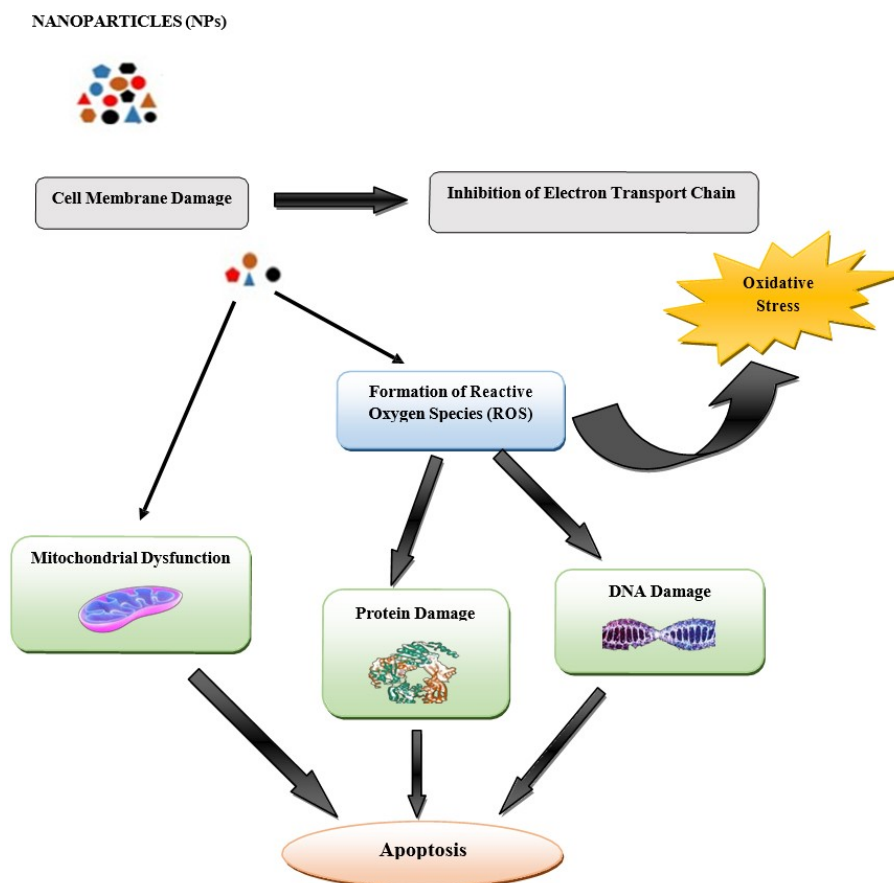 NANOPARTICLES (NPs)
Cell Membrane Damage
Inhibition of Electron Transport Chain
Oxidative
Stress
Formation of Reactive
Oxygen Species (ROS)
Mitochondrial Dysfunction
Protein Damage
DNA Damage
Apoptosis